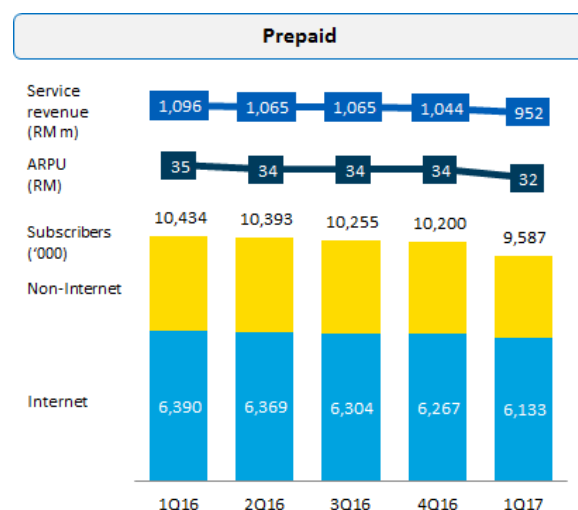 Prepaid
Service
revenue
(RM m)
1,096 1,065 1,065 1,044 952
ARPU
(RM)
35 34 34 34 32
10,434 10,393 10,255 10,200 9,587
Subscribers
(‘000)
Non-Internet
Internet
6,390 6,369 6,304 6,267 6,133
1Q16 2Q16 3Q16 4Q16 1Q17